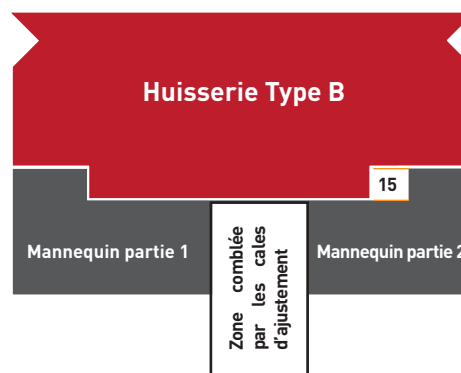 Huisserie Type B
15
Mannequin partie 1
Zone comblée
par les cales
d'ajustement
Mannequin partie 2